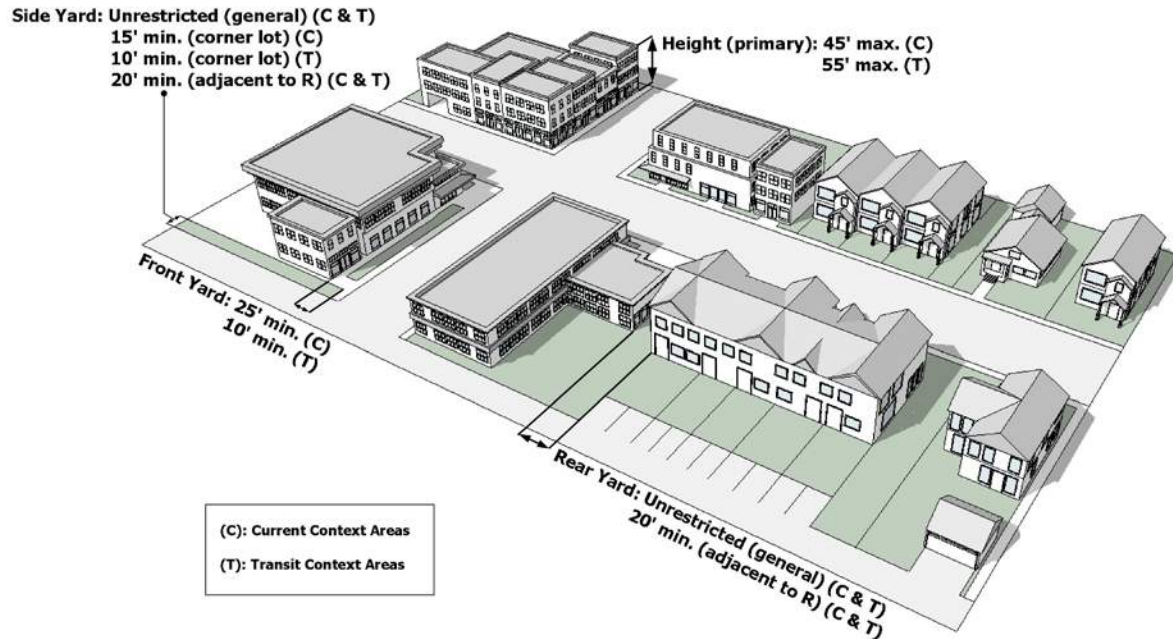 Side Yard: Unrestricted (general) (C & T)
15' min. (corner lot) (C)
10' min. (corner lot) (T)
20' min. (adjacent to R) (C & T)
Height (primary): 45' max. (C)
55' max. (T)
Front Yard: 25' min. (C)
10' min. (T)
Rear Yard: Unrestricted (general) (C & T)
20' min. (adjacent to R) (C & T)
(C): Current Context Areas
(T): Transit Context Areas